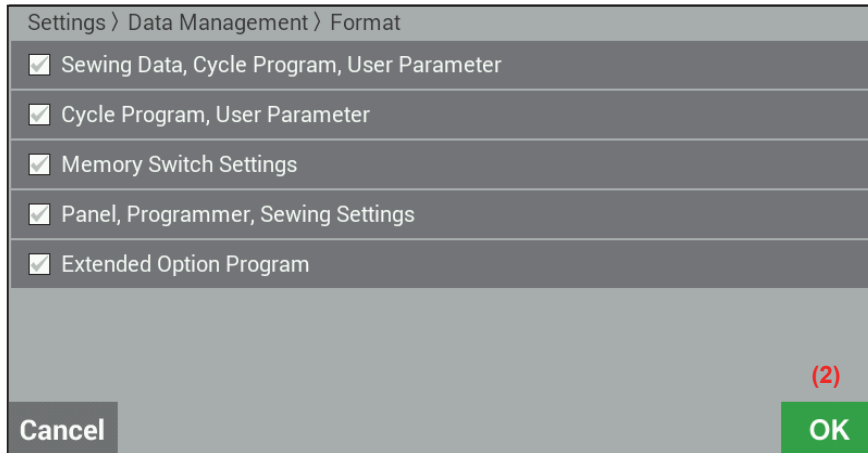 Settings 〉 Data Management 〉 Format
Sewing Data, Cycle Program, User Parameter
Cycle Program, User Parameter
Memory Switch Settings
Panel, Programmer, Sewing Settings
Extended Option Program
(2)
Cancel OK